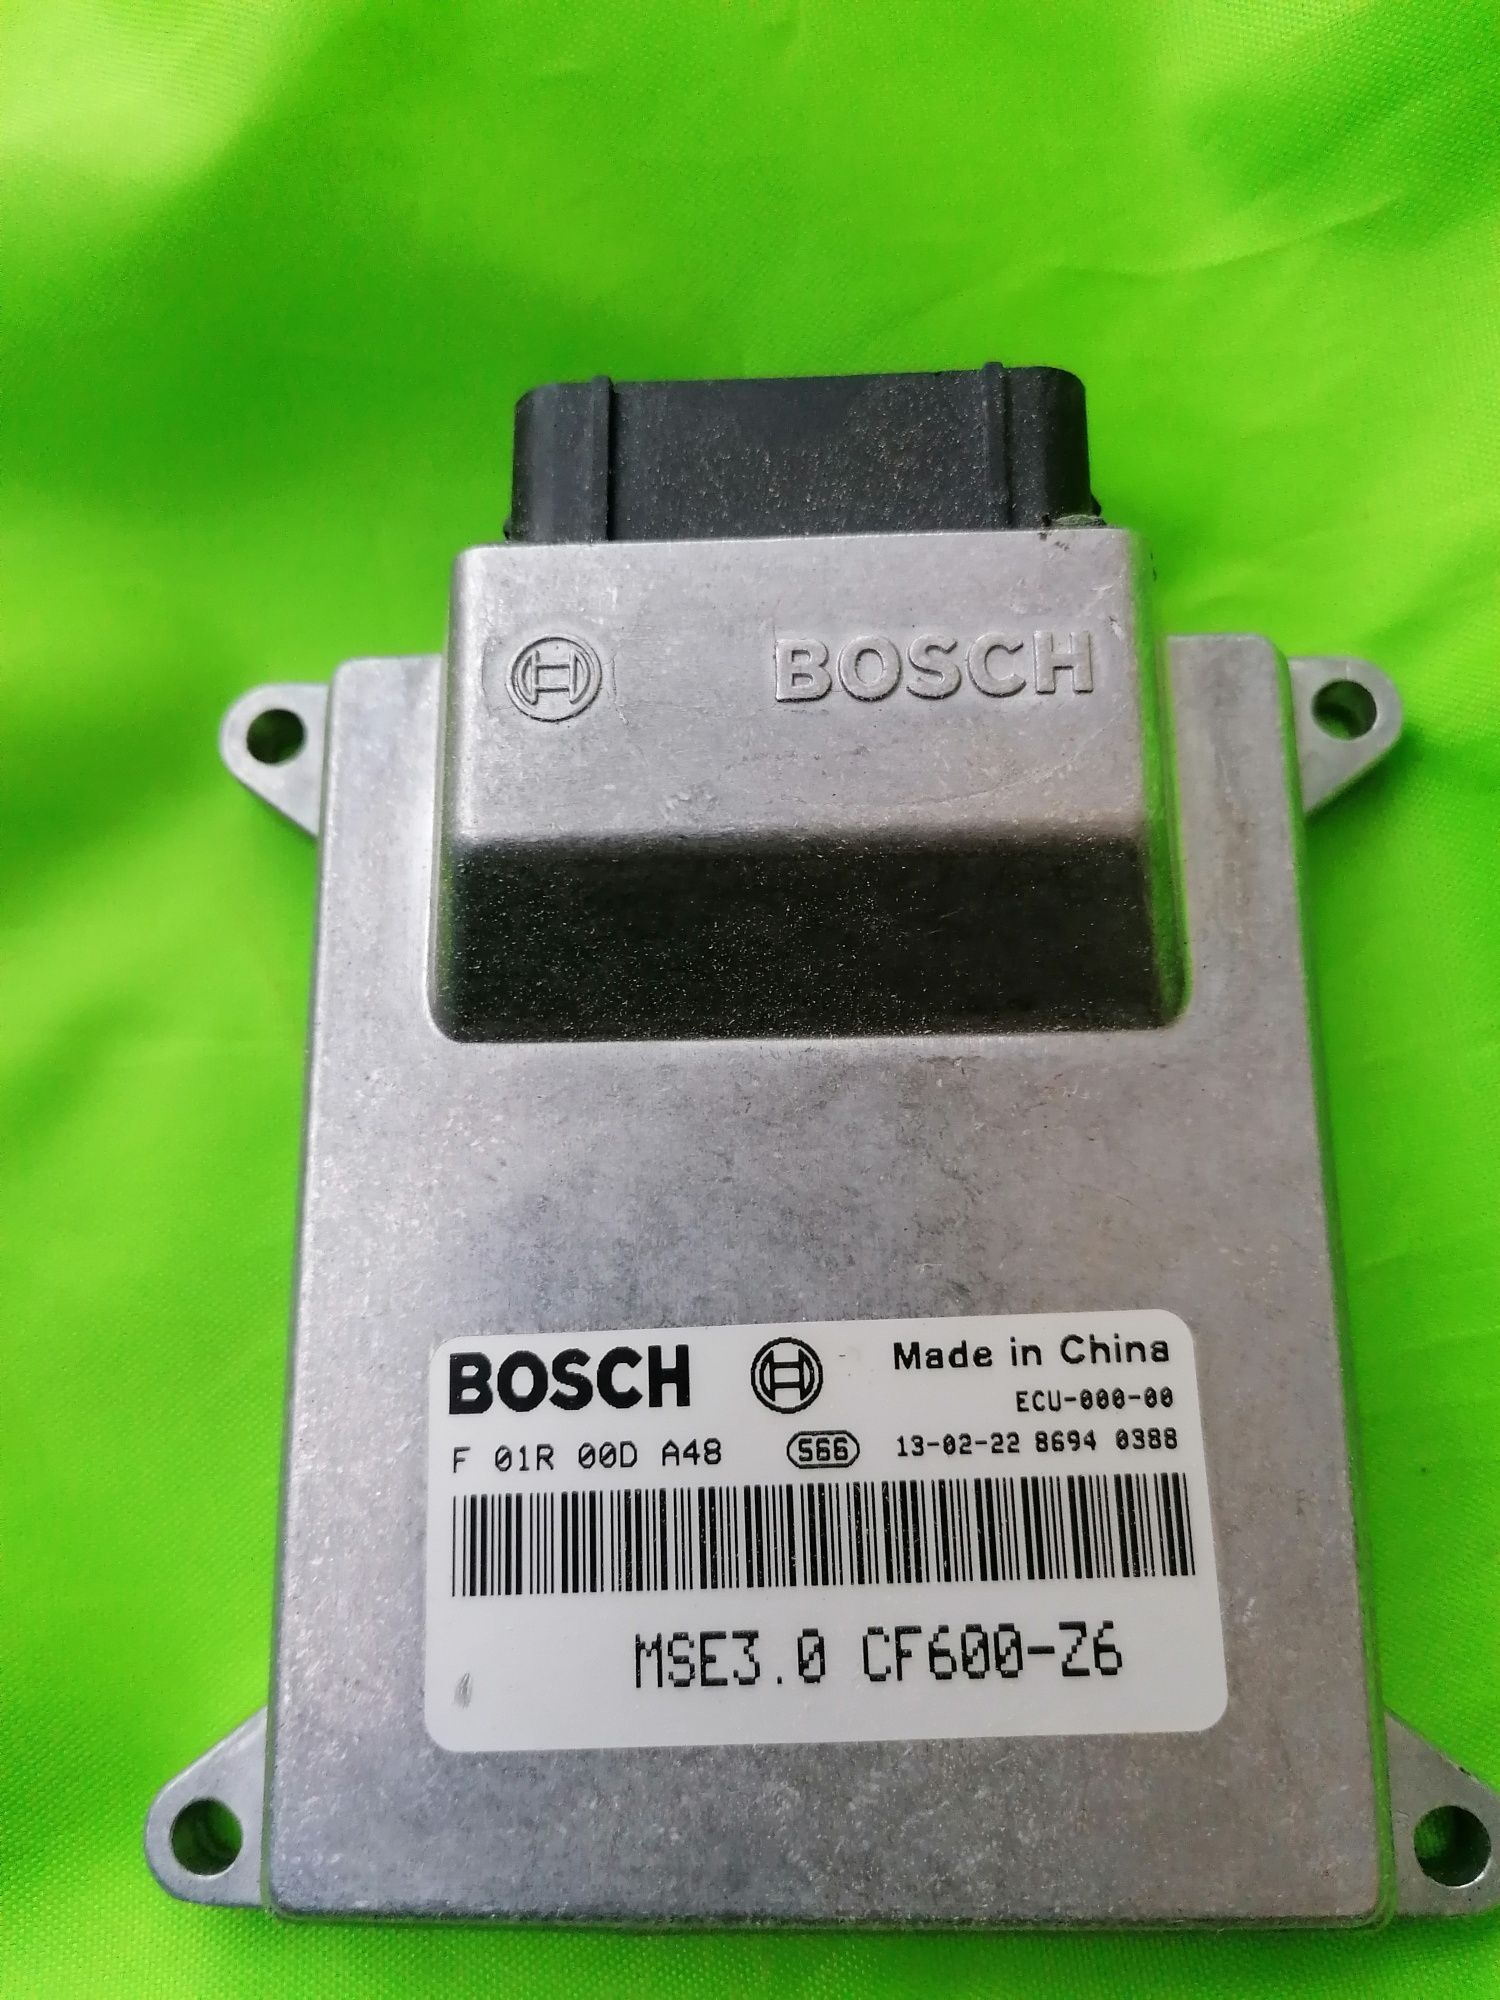 BOSCH
BOSCH Made in China
ECU-000-00
F 01R 00D A48 S66 13-02-22 8694 0388
MSE3.0 CF600-Z6